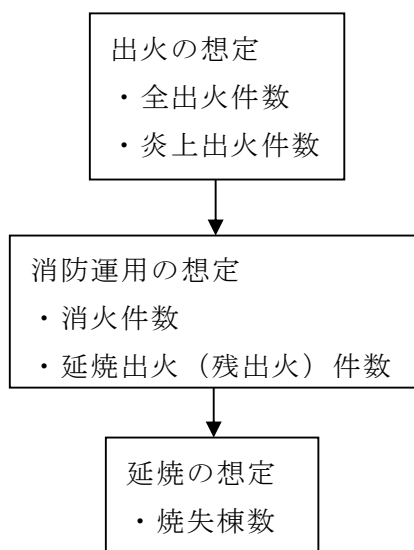 出火の想定
・全出火件数
・炎上出火件数
消防運用の想定
・消火件数
・延焼出火（残出火）件数
延焼の想定
・焼失棟数